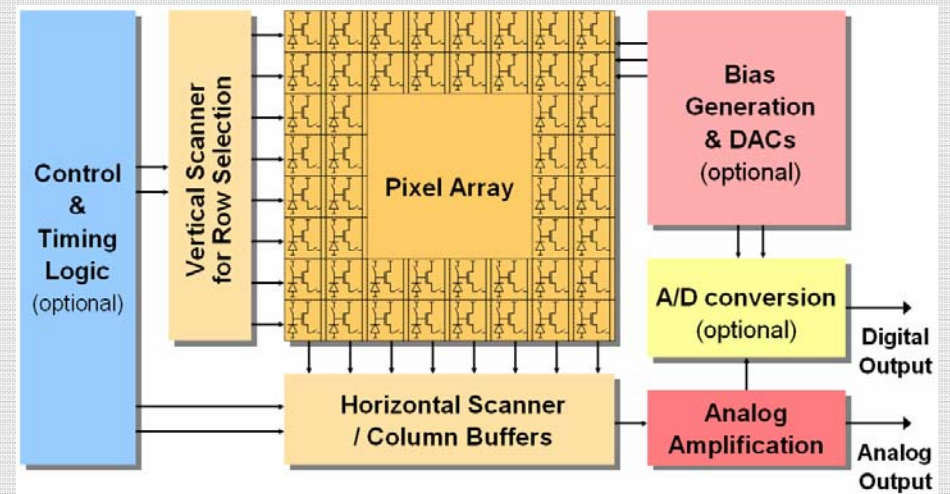 Control
&
Timing
Logic
(optional)
Vertical Scanner
for Row Selection
Pixel Array
Bias
Generation
& DACs
(optional)
A/D conversion
(optional)
Digital
Output
Horizontal Scanner
/ Column Buffers
Analog
Amplification
Analog
Output